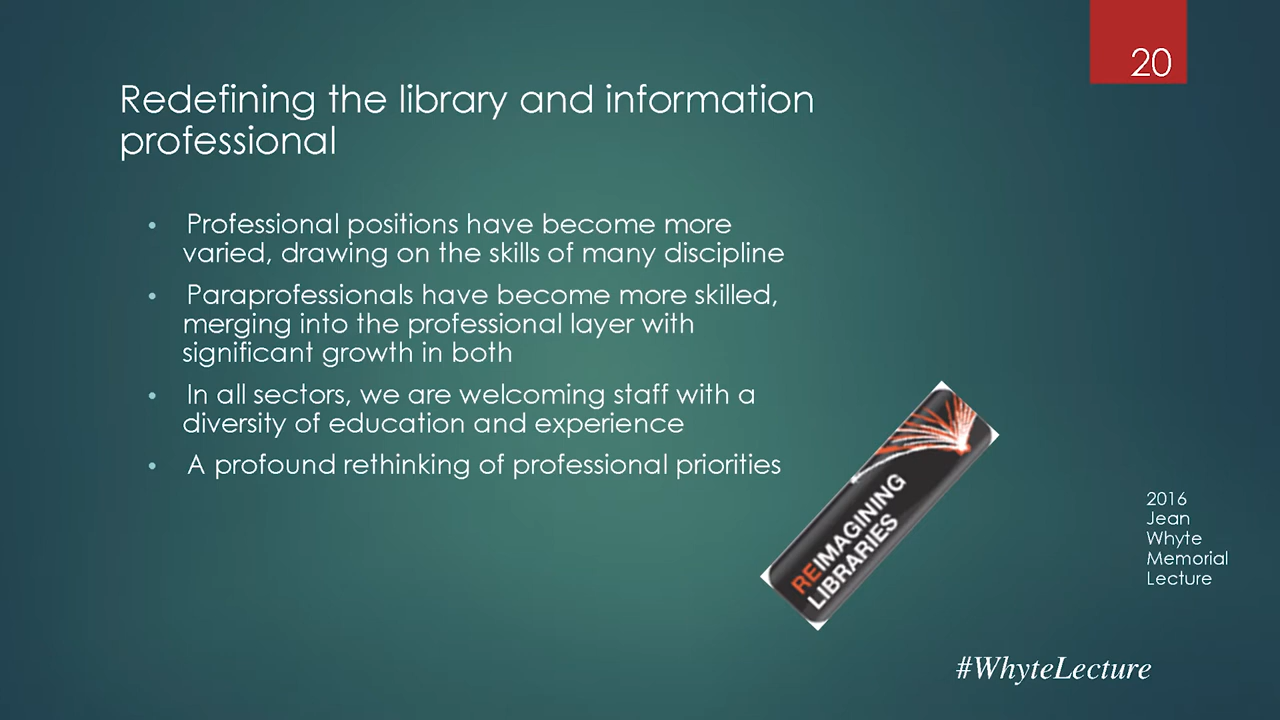 20
Redefining the library and information
professional
• Professional positions have become more
varied, drawing on the skills of many discipline
• Paraprofessionals have become more skilled,
merging into the professional layer with
significant growth in both
• In all sectors, we are welcoming staff with a
diversity of education and experience
• A profound rethinking of professional priorities
REIMAGINING
LIBRARIES
2016
Jean
Whyte
Memorial
Lecture
#WhyteLecture